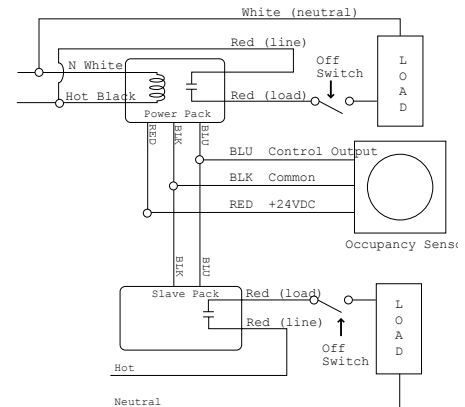 White (neutral)
Red (line)
N White
Off
Switch
L
O
A
D
Hot Black
Red (load)
Power Pack
RED
BLK
BLU
BLU Control Output
BLK Common
RED +24VDC
Occupancy Senso
BLK
BLU
Slave Pack
Red (load)
Red (line)
L
O
A
D
Off
Switch
Hot
Neutral